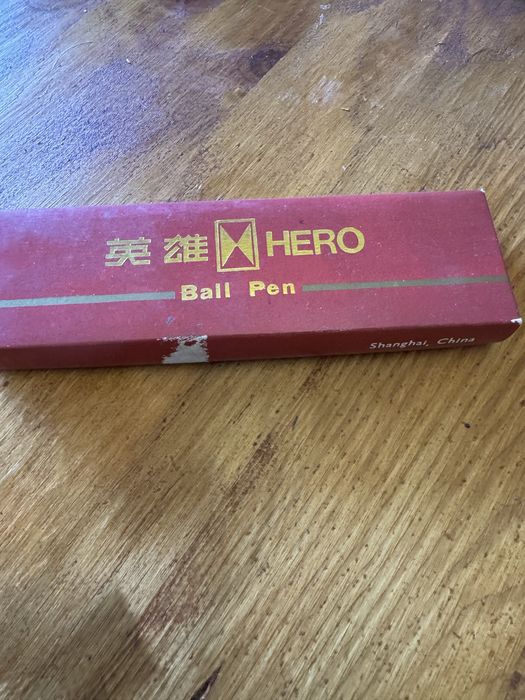 英雄 HERO
Ball Pen
Shanghai, China